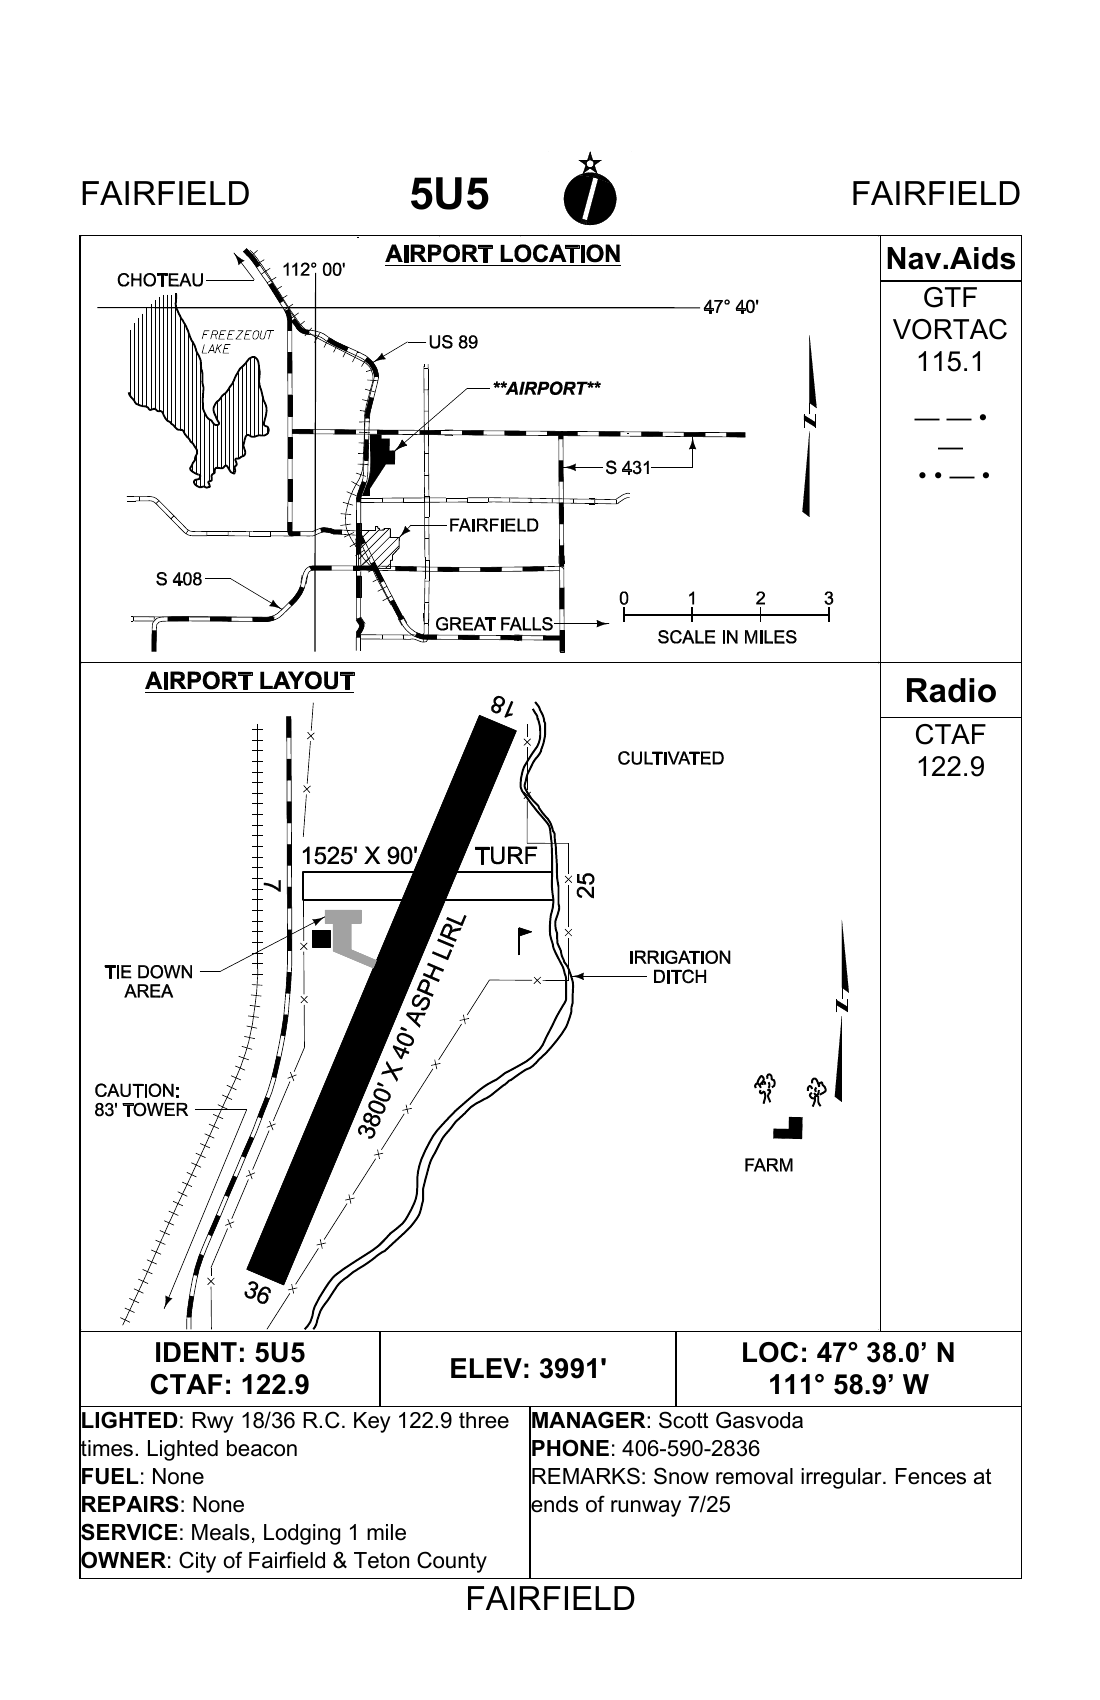 FAIRFIELD 5U5 FAIRFIELD
AIRPORT LOCATION
CHOTEAU
112° 00'
47° 40'
FREEZEOUT
LAKE
US 89
**AIRPORT**
N
S 431
FAIRFIELD
S 408
GREAT FALLS
0 1 2 3
SCALE IN MILES
Nav.Aids
GTF
VORTAC
115.1
— — •
—
• • — •
AIRPORT LAYOUT
18
CULTIVATED
1525' X 90' TURF
7
25
TIE DOWN
AREA
3800' X 40' ASPH LIRL
IRRIGATION
DITCH
N
CAUTION:
83' TOWER
FARM
36
Radio
CTAF
122.9
IDENT: 5U5
CTAF: 122.9
ELEV: 3991'
LOC: 47° 38.0’ N
111° 58.9’ W
LIGHTED: Rwy 18/36 R.C. Key 122.9 three
times. Lighted beacon
FUEL: None
REPAIRS: None
SERVICE: Meals, Lodging 1 mile
OWNER: City of Fairfield & Teton County
MANAGER: Scott Gasvoda
PHONE: 406-590-2836
REMARKS: Snow removal irregular. Fences at
ends of runway 7/25
FAIRFIELD